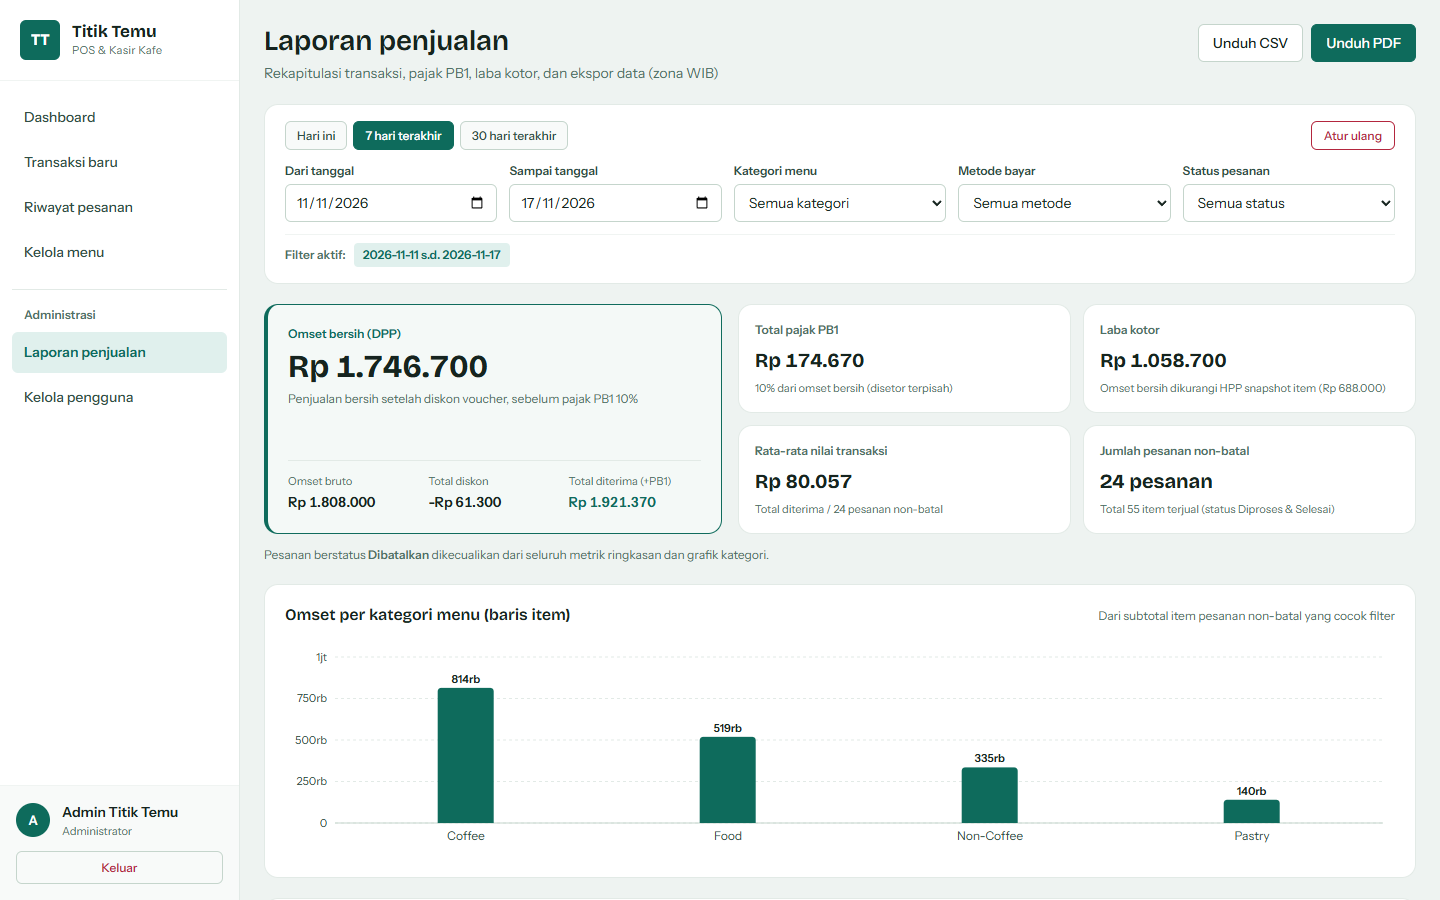 TT
Titik Temu
POS & Kasir Kafe
Dashboard
Transaksi baru
Riwayat pesanan
Kelola menu
Administrasi
Laporan penjualan
Kelola pengguna
A
Admin Titik Temu
Administrator
Keluar
Laporan penjualan
Rekapitulasi transaksi, pajak PB1, laba kotor, dan ekspor data (zona WIB)
Unduh CSV
Unduh PDF
Hari ini
7 hari terakhir
30 hari terakhir
Atur ulang
Dari tanggal
11/11/2026
Sampai tanggal
17/11/2026
Kategori menu
Semua kategori
Metode bayar
Semua metode
Status pesanan
Semua status
Filter aktif:
2026-11-11 s.d. 2026-11-17
Omset bersih (DPP)
Rp 1.746.700
Penjualan bersih setelah diskon voucher, sebelum pajak PB1 10%
Omset bruto
Rp 1.808.000
Total diskon
-Rp 61.300
Total diterima (+PB1)
Rp 1.921.370
Total pajak PB1
Rp 174.670
10% dari omset bersih (disetor terpisah)
Laba kotor
Rp 1.058.700
Omset bersih dikurangi HPP snapshot item (Rp 688.000)
Rata-rata nilai transaksi
Rp 80.057
Total diterima / 24 pesanan non-batal
Jumlah pesanan non-batal
24 pesanan
Total 55 item terjual (status Diproses & Selesai)
Pesanan berstatus Dibatalkan dikecualikan dari seluruh metrik ringkasan dan grafik kategori.
Omset per kategori menu (baris item)
Dari subtotal item pesanan non-batal yang cocok filter
1jt
750rb
500rb
250rb
0
814rb
519rb
335rb
140rb
Coffee
Food
Non-Coffee
Pastry